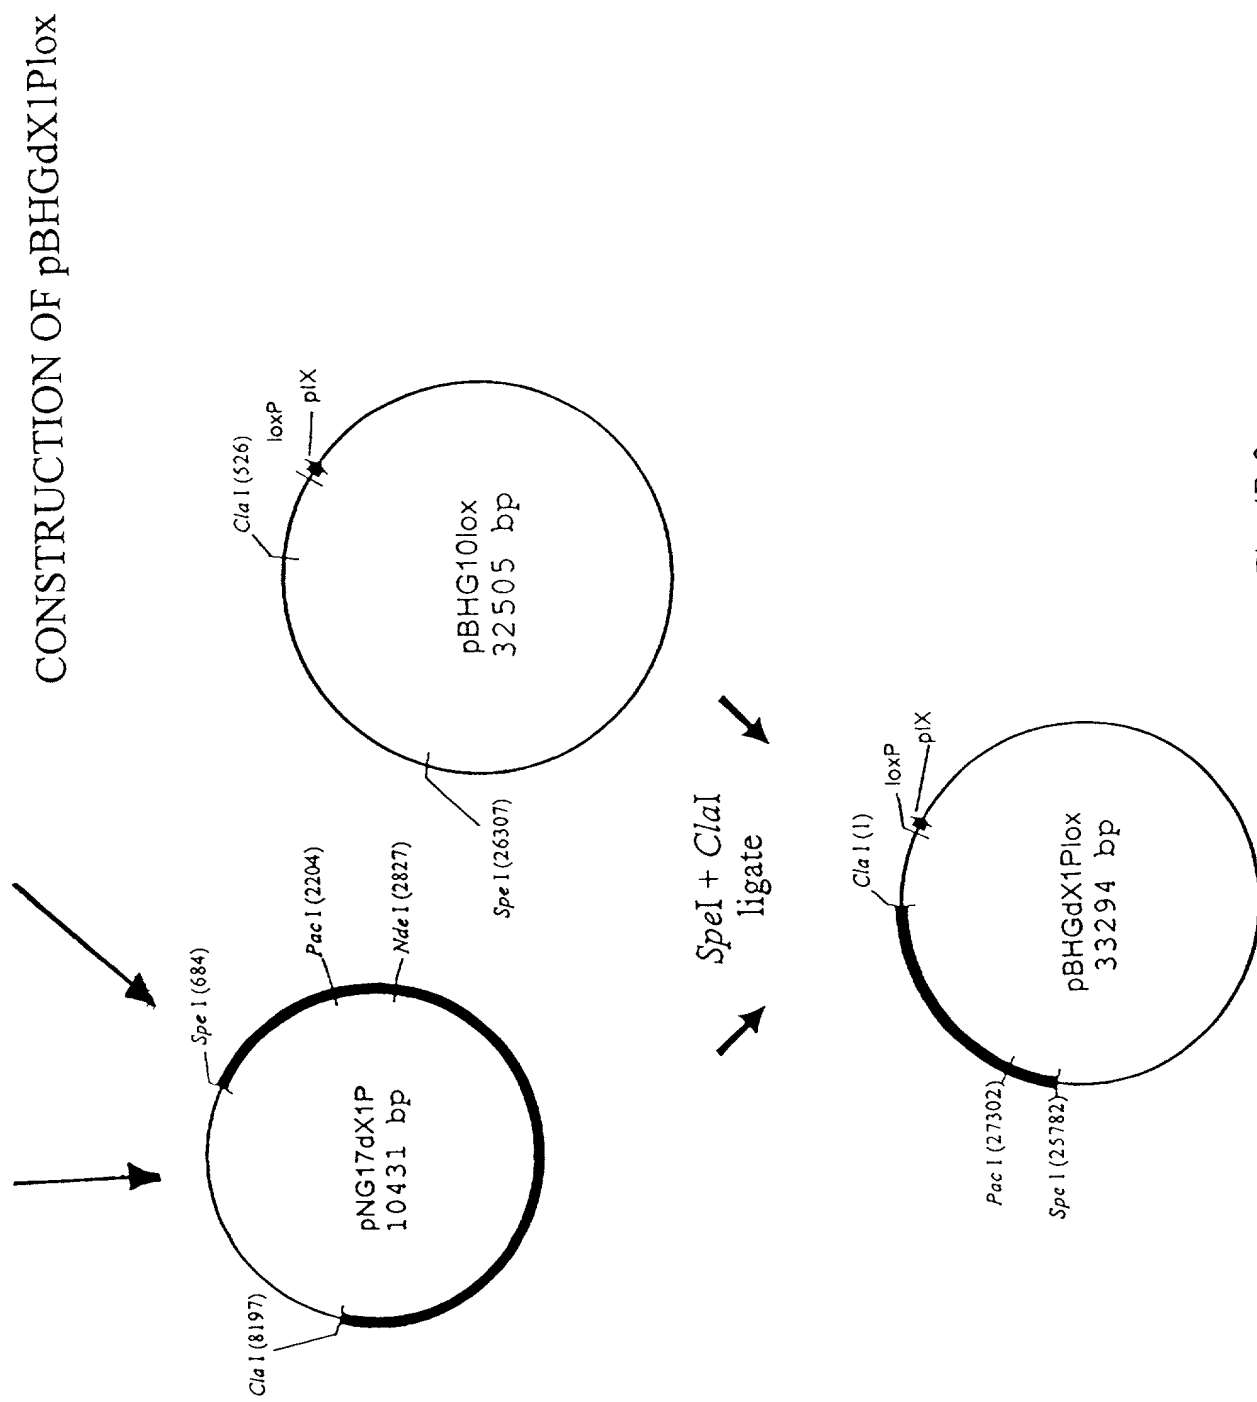 CONSTRUCTION OF pBHGdX1Plox
Cla I (8197)
Spe I (684)
Pac I (2204)
Nde I (2827)
pNG17dX1P
10431 bp
Cla I (526)
loxP
pIX
Spe I (26307)
pBHG10lox
32505 bp
SpeI + ClaI
ligate
Cla I (1)
loxP
pIX
Pac I (27302)
Spe I (25782)
pBHGdX1Plox
33294 bp